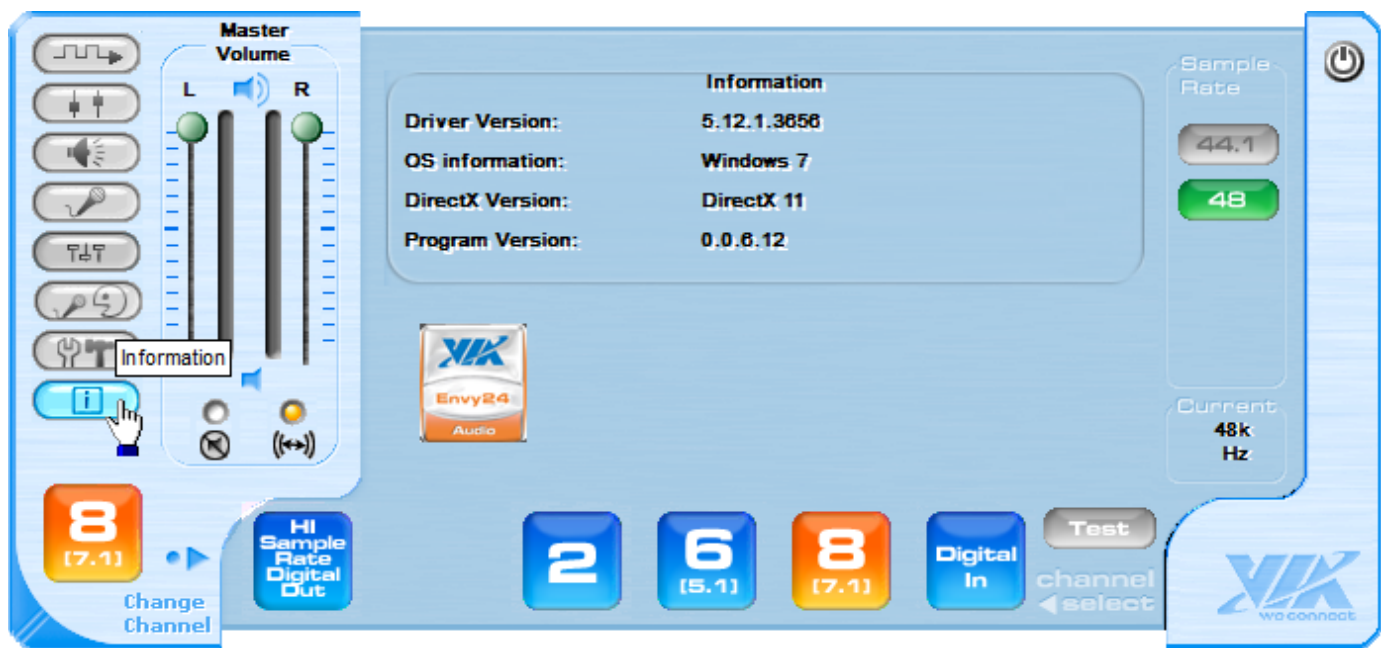 Master
Volume
L R
Information
Driver Version: 5.12.1.3656
OS information: Windows 7
DirectX Version: DirectX 11
Program Version: 0.0.6.12
Sample
Rate
44.1
48
Current
48k
Hz
Information
i
VIA
Envy24
Audio
8
[7.1]
Change
Channel
HI
Sample
Rate
Digital
Out
2
6
[5.1]
8
[7.1]
Digital
In
Test
channel
select
VIA
we connect